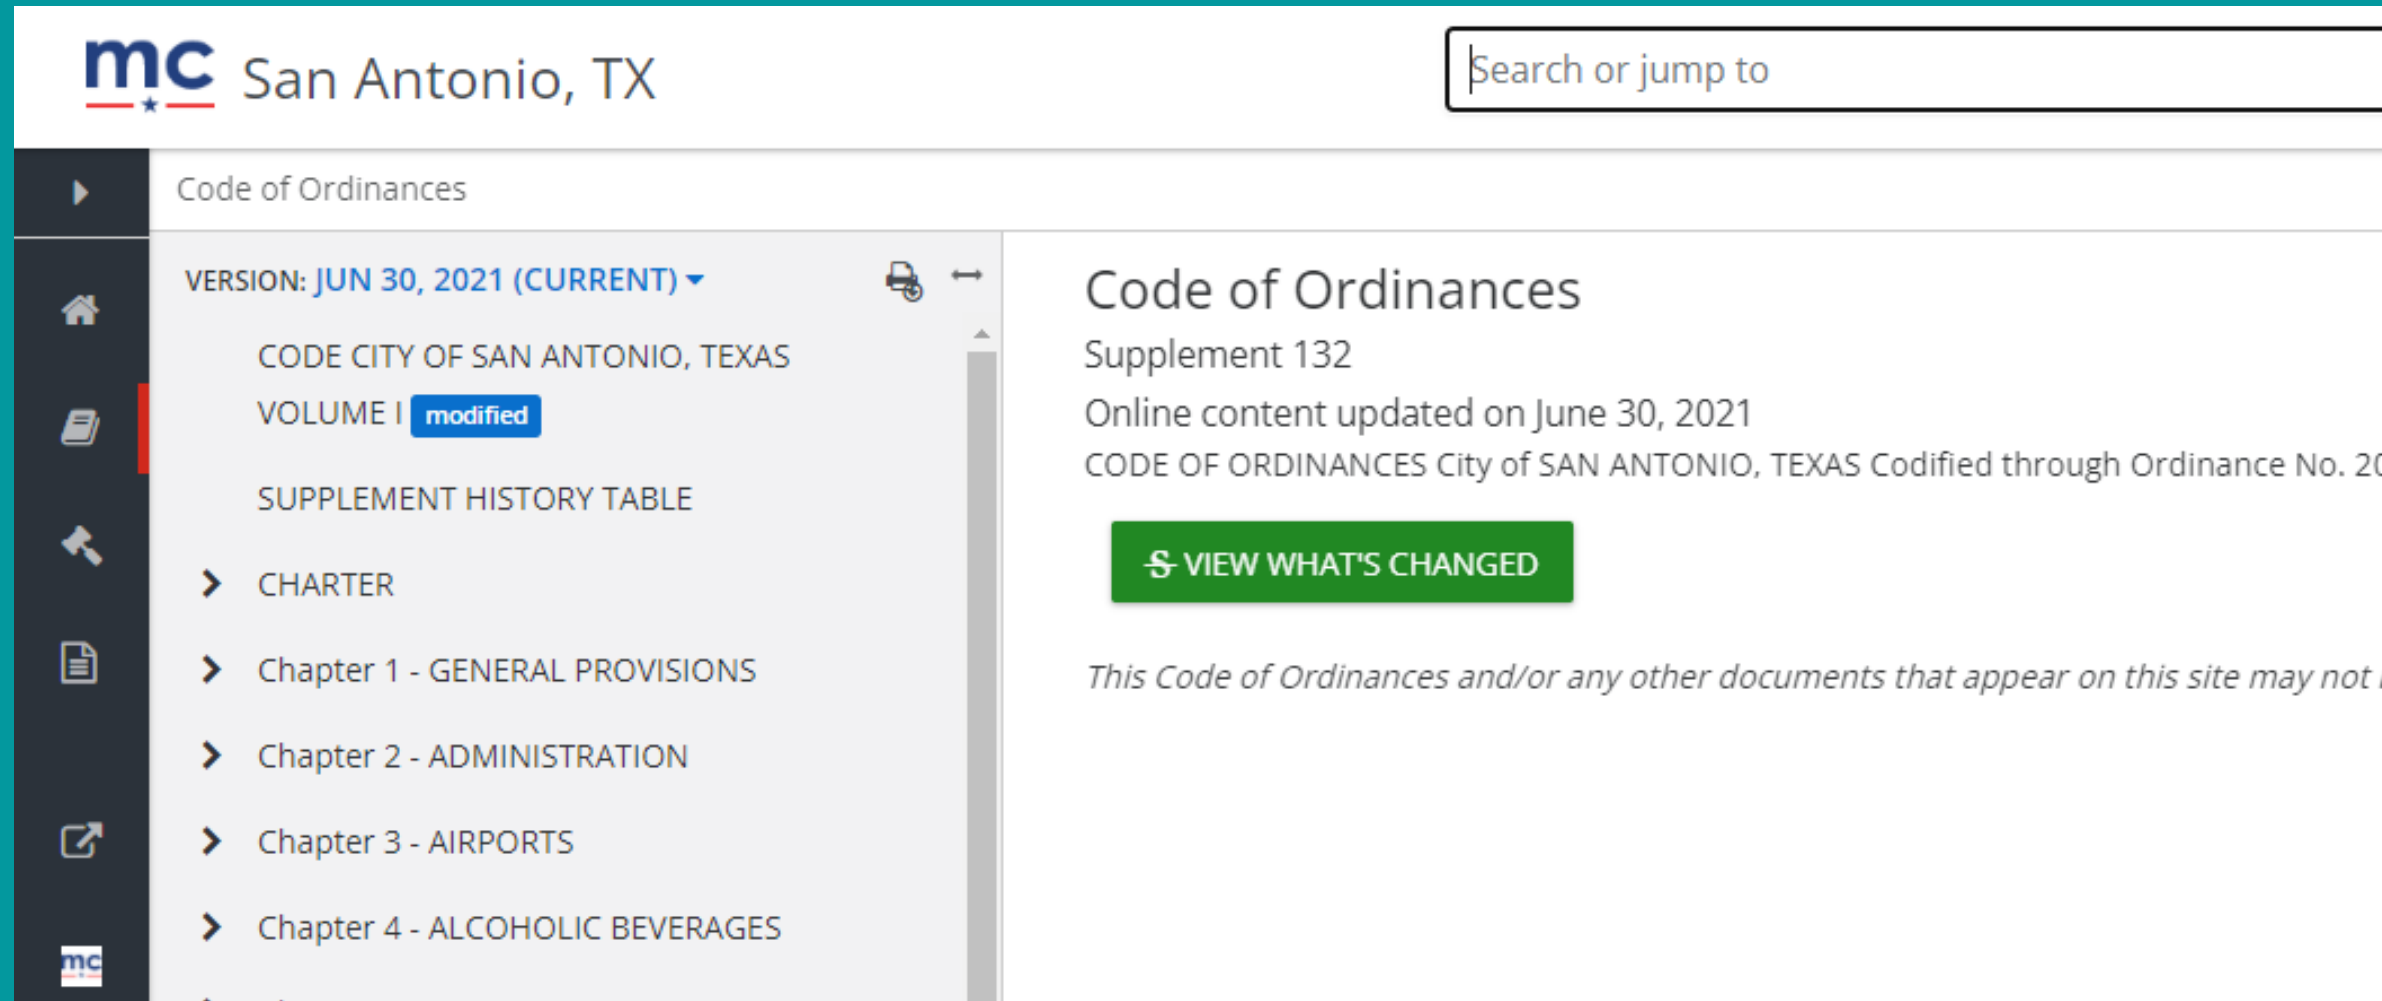 mc San Antonio, TX
Search or jump to
Code of Ordinances
VERSION: JUN 30, 2021 (CURRENT)
CODE CITY OF SAN ANTONIO, TEXAS
VOLUME I modified
SUPPLEMENT HISTORY TABLE
CHARTER
Chapter 1 - GENERAL PROVISIONS
Chapter 2 - ADMINISTRATION
Chapter 3 - AIRPORTS
Chapter 4 - ALCOHOLIC BEVERAGES
mc
Code of Ordinances
Supplement 132
Online content updated on June 30, 2021
CODE OF ORDINANCES City of SAN ANTONIO, TEXAS Codified through Ordinance No. 20
S VIEW WHAT'S CHANGED
This Code of Ordinances and/or any other documents that appear on this site may not